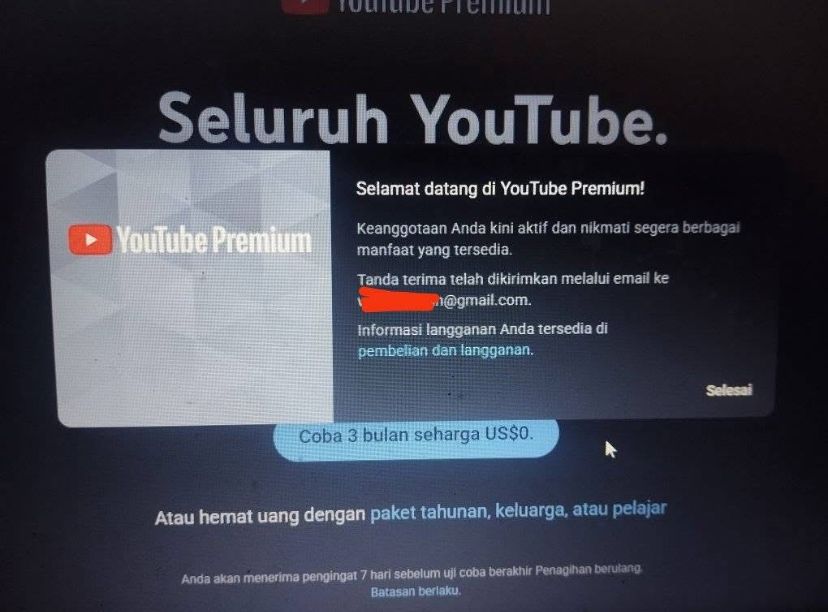 YouTube Premium
Seluruh YouTube.
YouTube Premium
Selamat datang di YouTube Premium!
Keanggotaan Anda kini aktif dan nikmati segera berbagai
manfaat yang tersedia.
Tanda terima telah dikirimkan melalui email ke
@gmail.com.
Informasi langganan Anda tersedia di
pembelian dan langganan.
Selesai
Coba 3 bulan seharga US$0.
Atau hemat uang dengan paket tahunan, keluarga, atau pelajar
Anda akan menerima pengingat 7 hari sebelum uji coba berakhir Penagihan berulang.
Batasan berlaku.